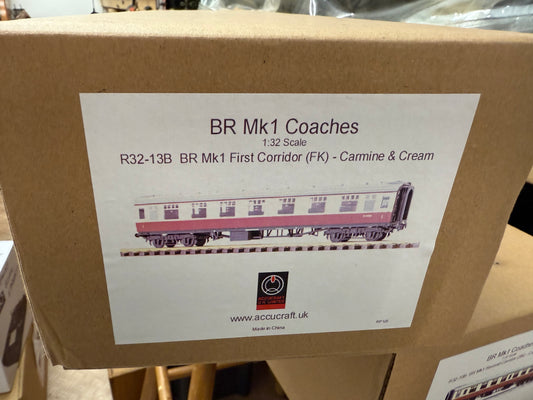 BR Mk1 Coaches
1:32 Scale
R32-13B BR Mk1 First Corridor (FK) - Carmine & Cream
ACCUCRAFT
www.accucraft.uk
Made in China
BR Mk1 Coaches